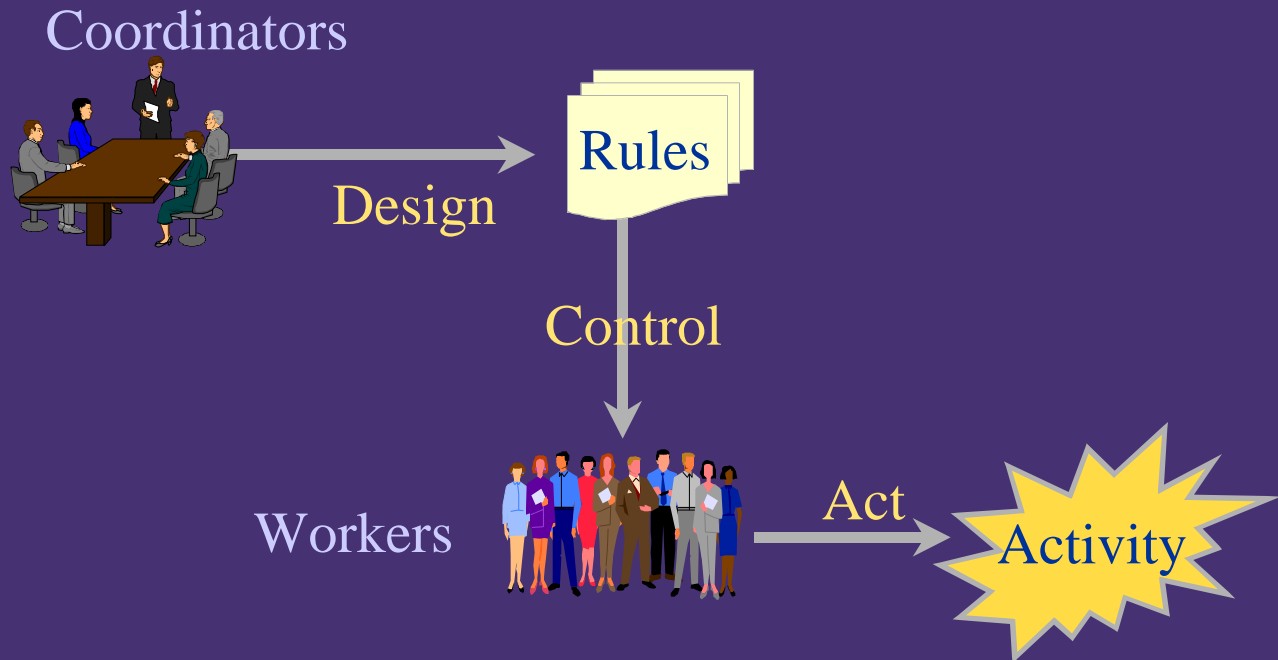 Coordinators
Rules
Design
Control
Act
Workers
Activity